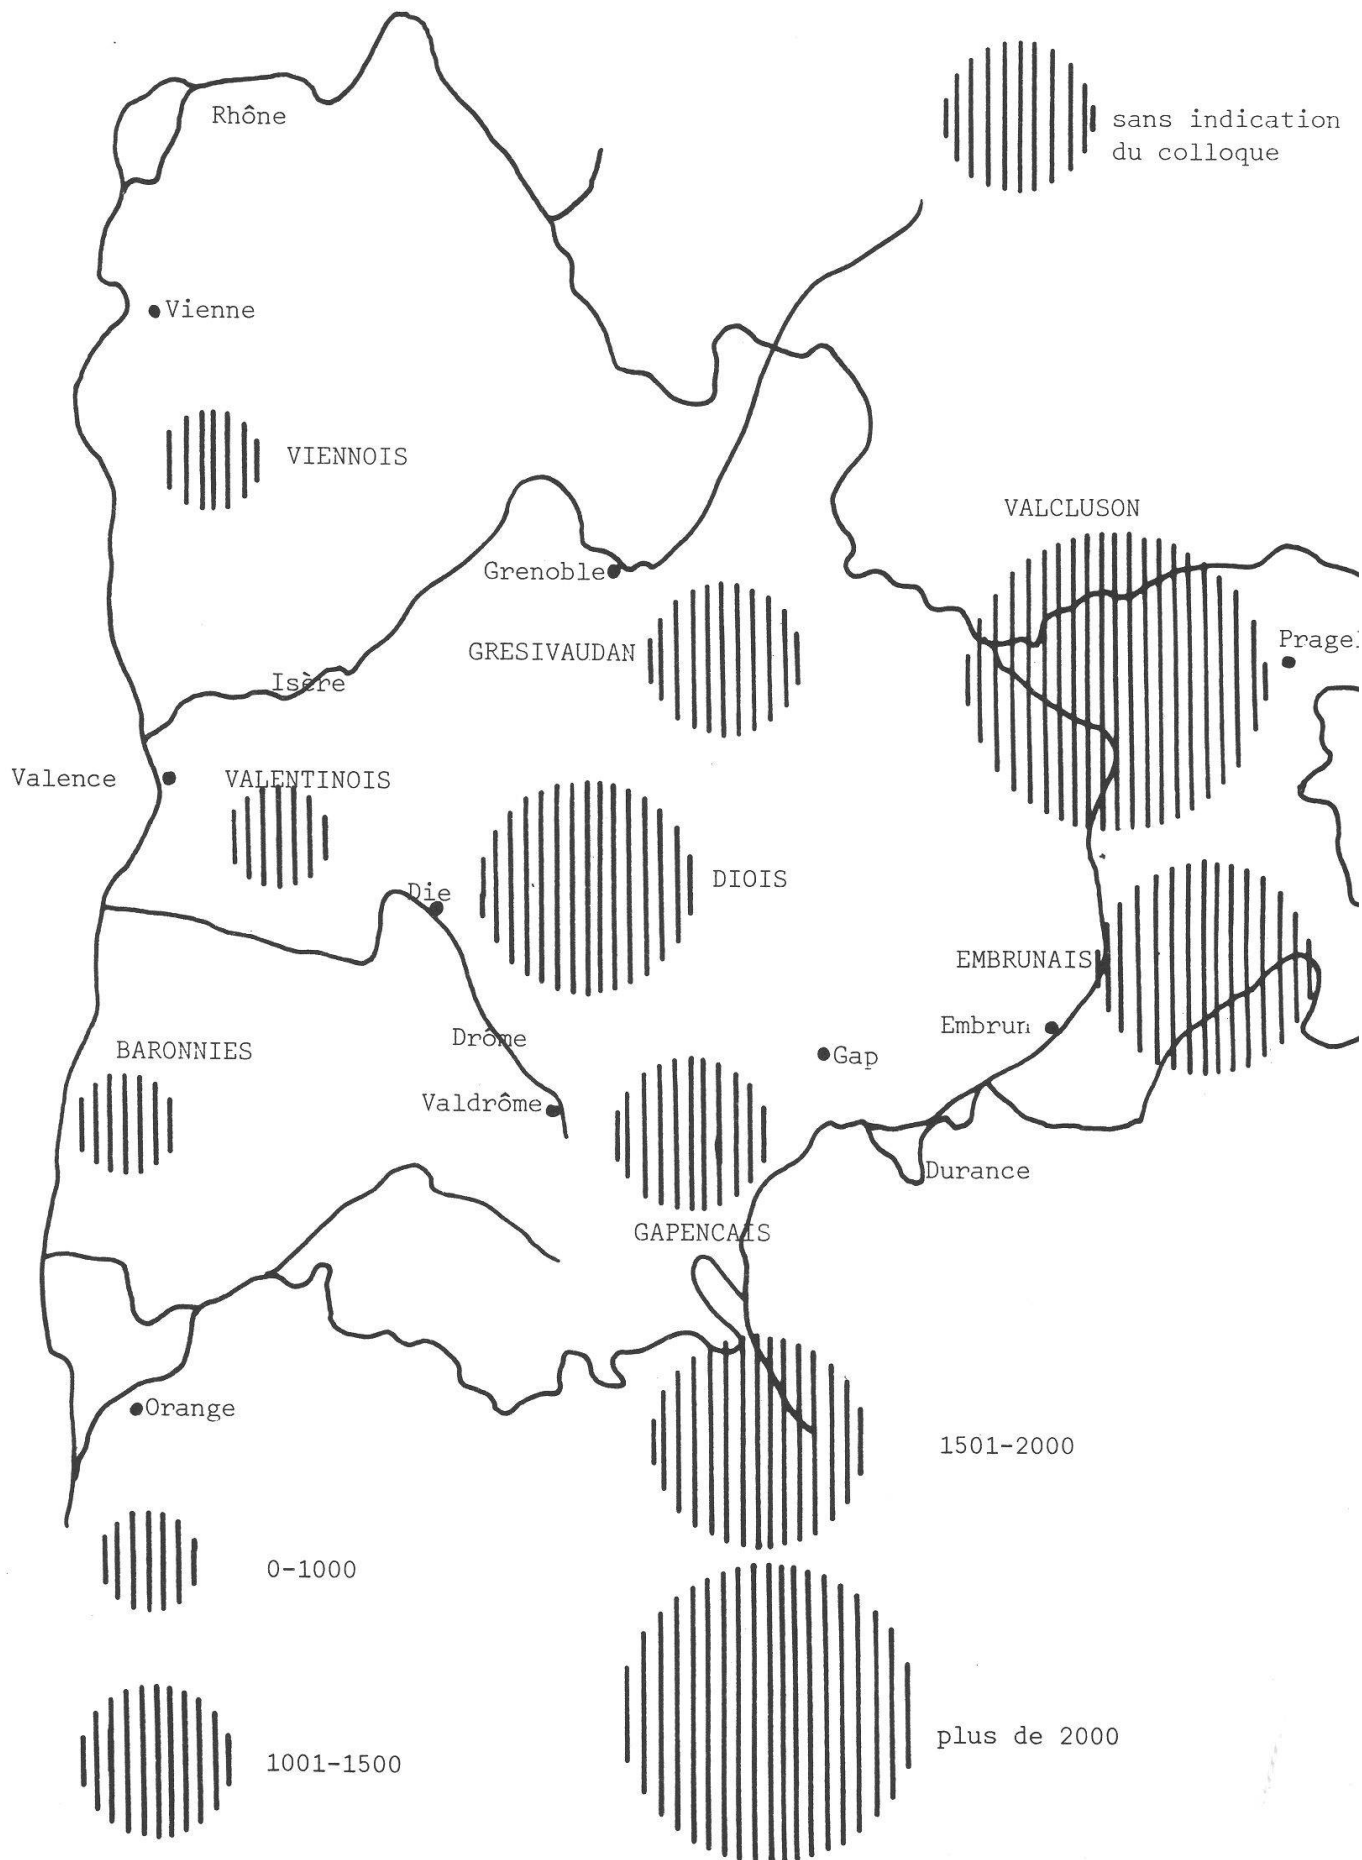 Rhône
sans indication
du colloque
Vienne
VIENNOIS
VALCLUSON
Grenoble
GRESIVAUDAN
Pragel
Isère
Valence
VALENTINOIS
DIOIS
Die
EMBRUNAIS
Embrun
Drôme
BARONNIES
Gap
Valdrôme
Durance
GAPENCAIS
Orange
1501-2000
0-1000
plus de 2000
1001-1500